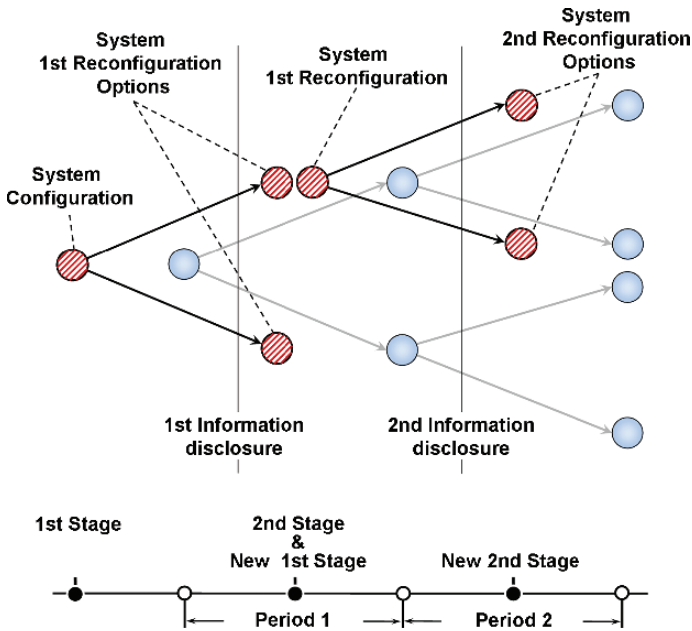 System
1st Reconfiguration
Options
System
1st Reconfiguration
System
2nd Reconfiguration
Options
System
Configuration
1st Information
disclosure
2nd Information
disclosure
1st Stage
2nd Stage
&
New 1st Stage
New 2nd Stage
Period 1
Period 2